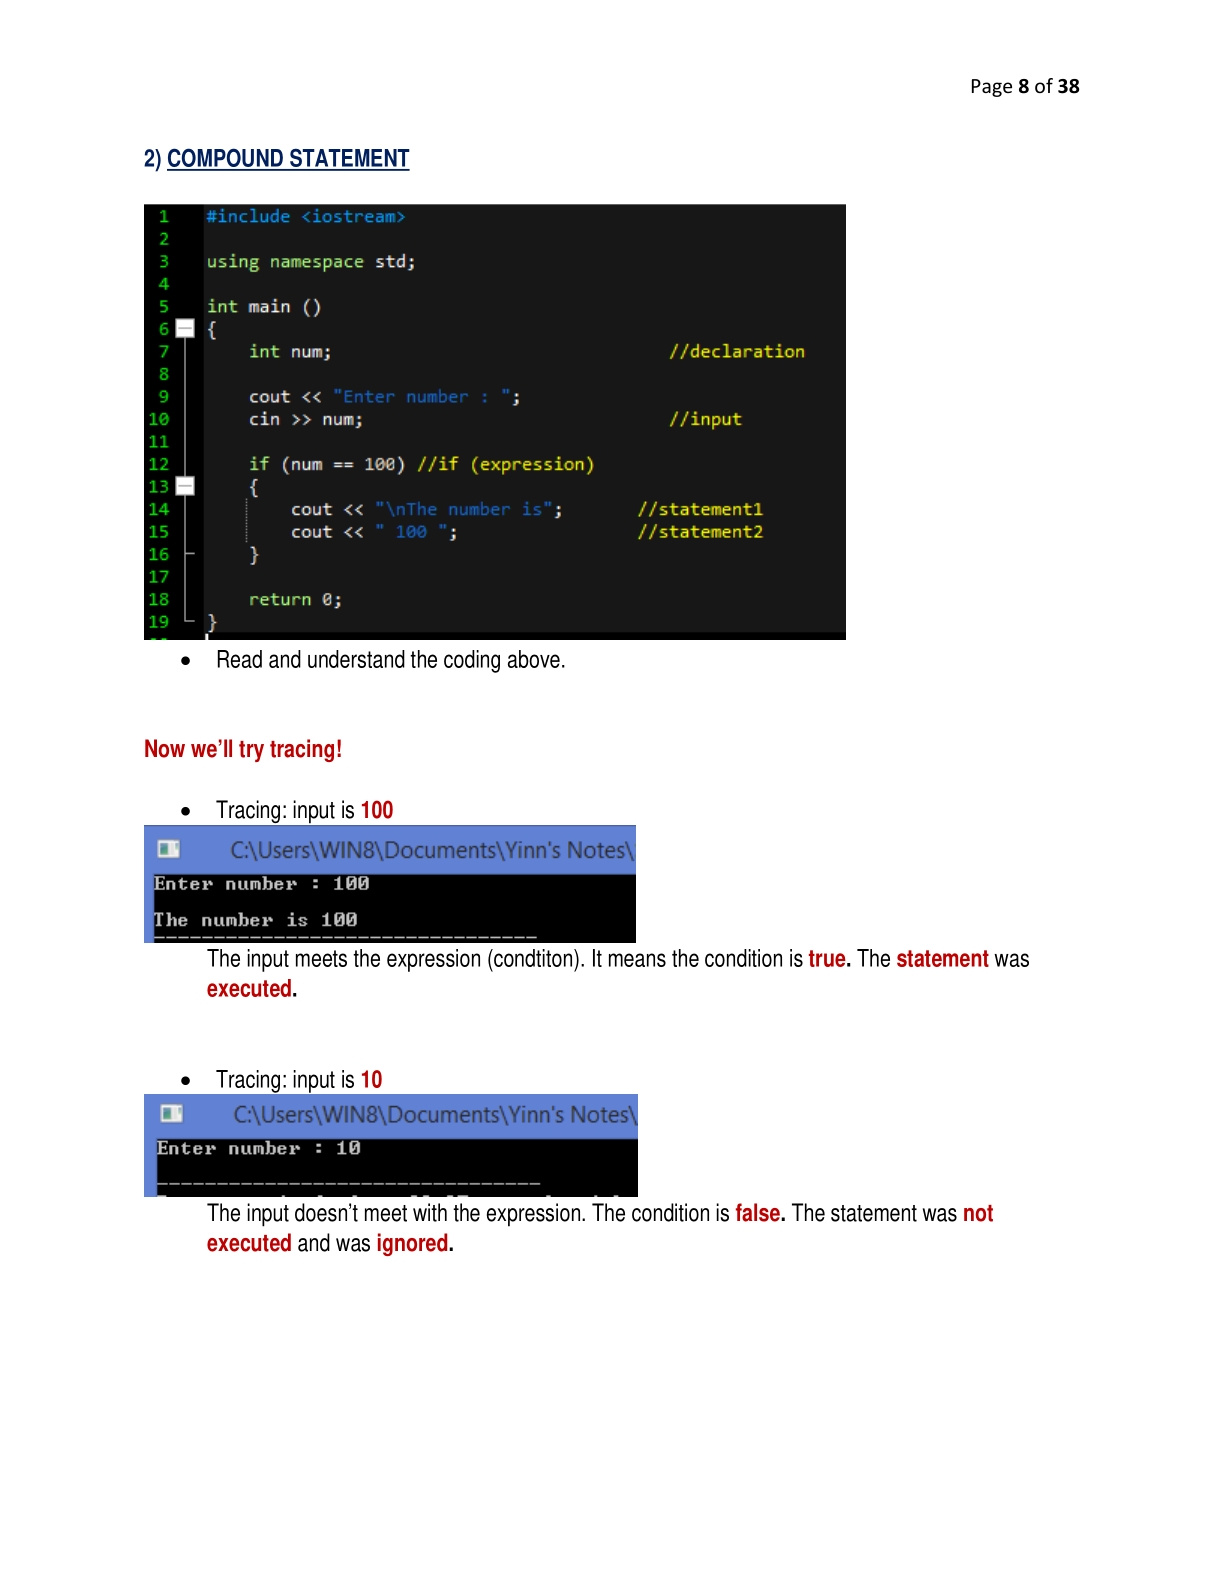 Page 8 of 38
2) COMPOUND STATEMENT
1 #include <iostream>
2
3 using namespace std;
4
5 int main ()
6 {
7 int num; //declaration
8
9 cout << "Enter number : ";
10 cin >> num; //input
11
12 if (num == 100) //if (expression)
13 {
14 cout << "\nThe number is"; //statement1
15 cout << " 100 "; //statement2
16 }
17
18 return 0;
19 }
• Read and understand the coding above.
Now we’ll try tracing!
• Tracing: input is 100
C:\Users\WIN8\Documents\Yinn's Notes\
Enter number : 100
The number is 100
--------------------------------
The input meets the expression (condtiton). It means the condition is true. The statement was
executed.
• Tracing: input is 10
C:\Users\WIN8\Documents\Yinn's Notes\
Enter number : 10
--------------------------------
The input doesn’t meet with the expression. The condition is false. The statement was not
executed and was ignored.